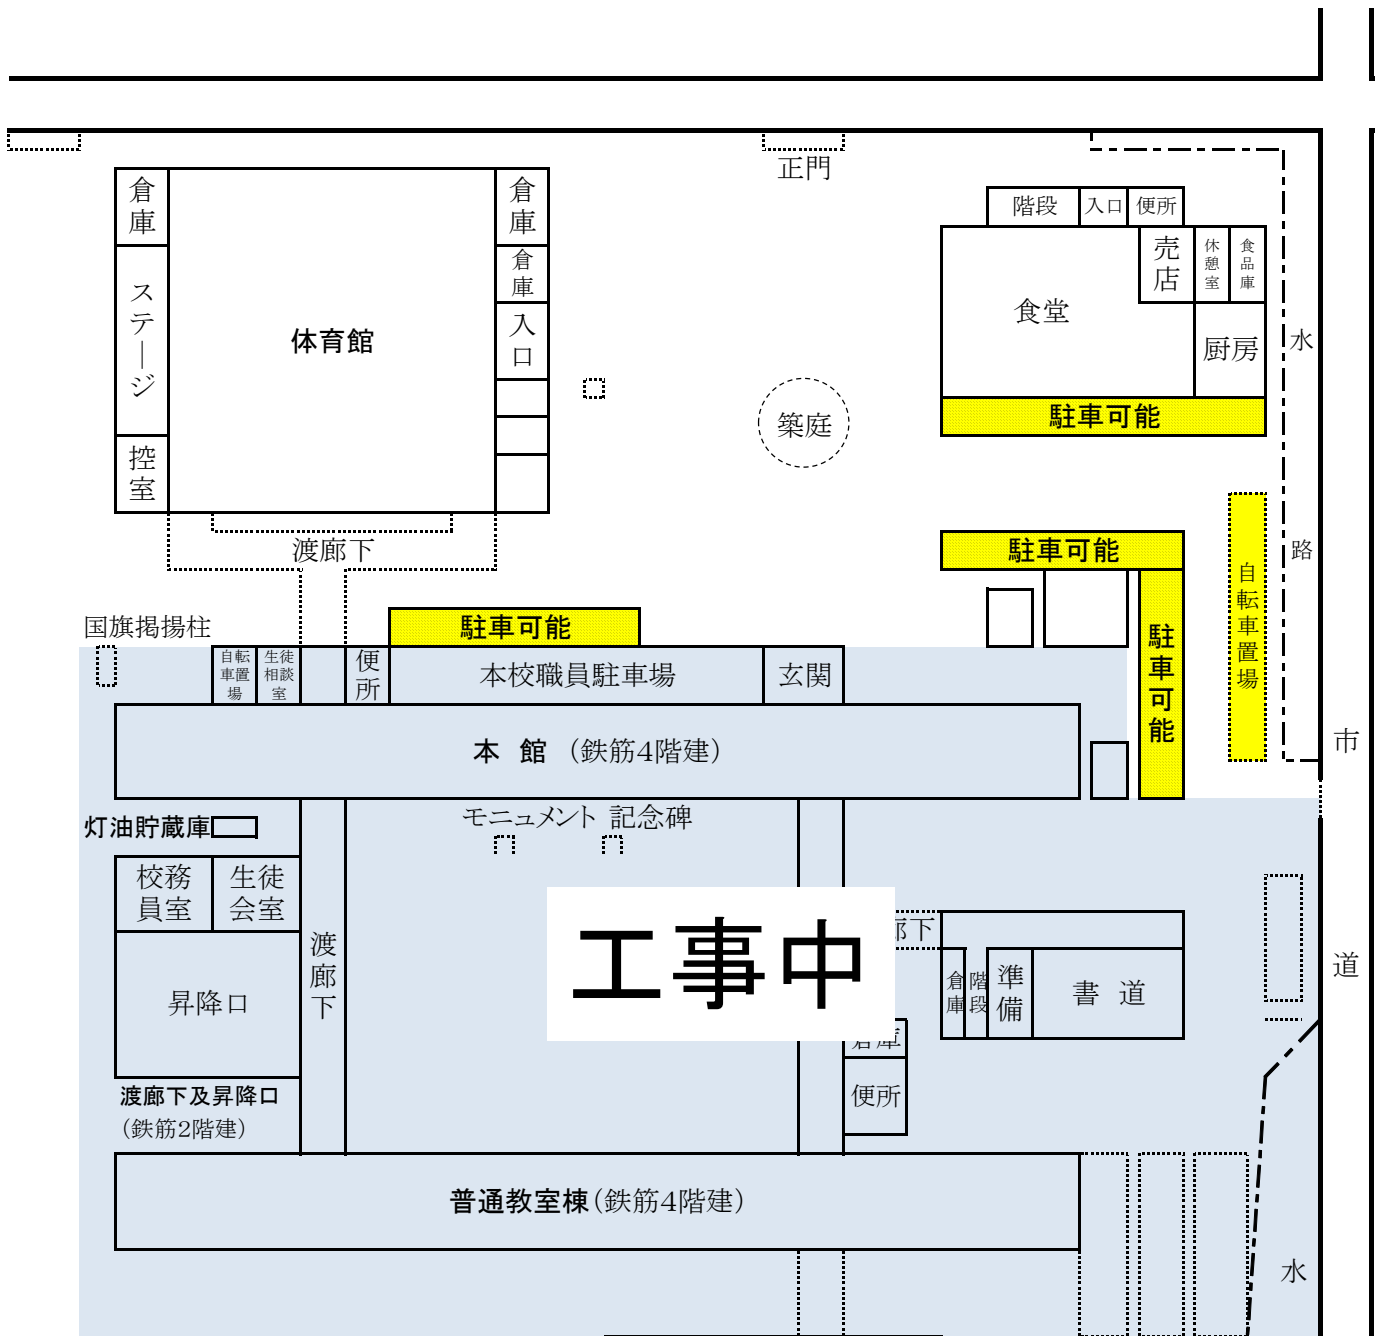 正門
倉庫
ステージ
控室
体育館
倉庫
倉庫
入口
階段
入口
便所
売店
休憩室
食品庫
食堂
厨房
駐車可能
築庭
水
路
渡廊下
駐車可能
駐車可能
自転車置場
国旗掲揚柱
駐車可能
自転車置場
生徒相談室
便所
本校職員駐車場
玄関
本 館 （鉄筋4階建）
市
道
灯油貯蔵庫
モニュメント 記念碑
校務員室
生徒会室
昇降口
渡廊下
工事中
廊下
倉庫
階段
準備
書 道
倉庫
便所
渡廊下及昇降口
（鉄筋2階建）
普通教室棟（鉄筋4階建）
水